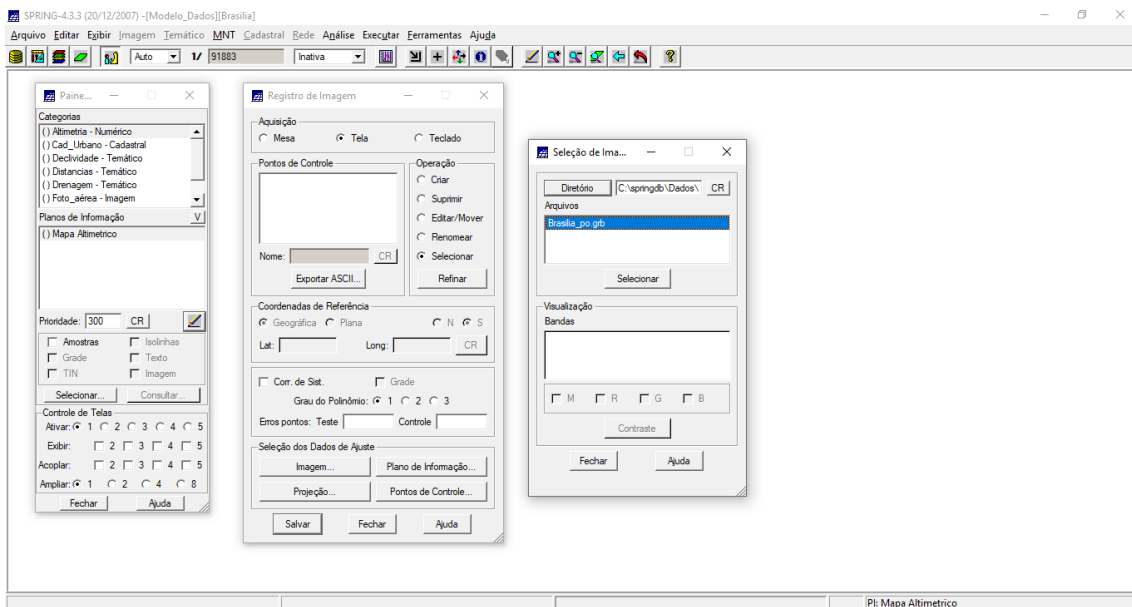 SPRING-4.3.3 (20/12/2007) -[Modelo_Dados][Brasilia]
Arquivo Editar Exibir Imagem Temático MNT Cadastral Rede Análise Executar Ferramentas Ajuda
Auto 1/ 91883 Inativa
Paine...
Categorias
( ) Altimetria - Numérico
( ) Cad_Urbano - Cadastral
( ) Declividade - Temático
( ) Distancias - Temático
( ) Drenagem - Temático
( ) Foto_aérea - Imagem
Planos de Informação V
( ) Mapa Altimetrico
Prioridade: 300 CR
Amostras Isolinhas
Grade Texto
TIN Imagem
Selecionar... Consultar...
Controle de Telas
Ativar: 1 2 3 4 5
Exibir: 2 3 4 5
Acoplar: 2 3 4 5
Ampliar: 1 2 4 8
Fechar Ajuda
Registro de Imagem
Aquisição
Mesa Tela Teclado
Pontos de Controle
Nome: CR
Exportar ASCII...
Operação
Criar
Suprimir
Editar/Mover
Renomear
Selecionar
Refinar
Coordenadas de Referência
Geográfica Plana N S
Lat: Long: CR
Corr. de Sist. Grade
Grau do Polinômio: 1 2 3
Erros pontos: Teste Controle
Seleção dos Dados de Ajuste
Imagem... Plano de Informação...
Projeção... Pontos de Controle...
Salvar Fechar Ajuda
Seleção de Ima...
Diretório C:\springdb\Dados\ CR
Arquivos
Brasilia_po.grb
Selecionar
Visualização
Bandas
M R G B
Contraste
Fechar Ajuda
PI: Mapa Altimetrico